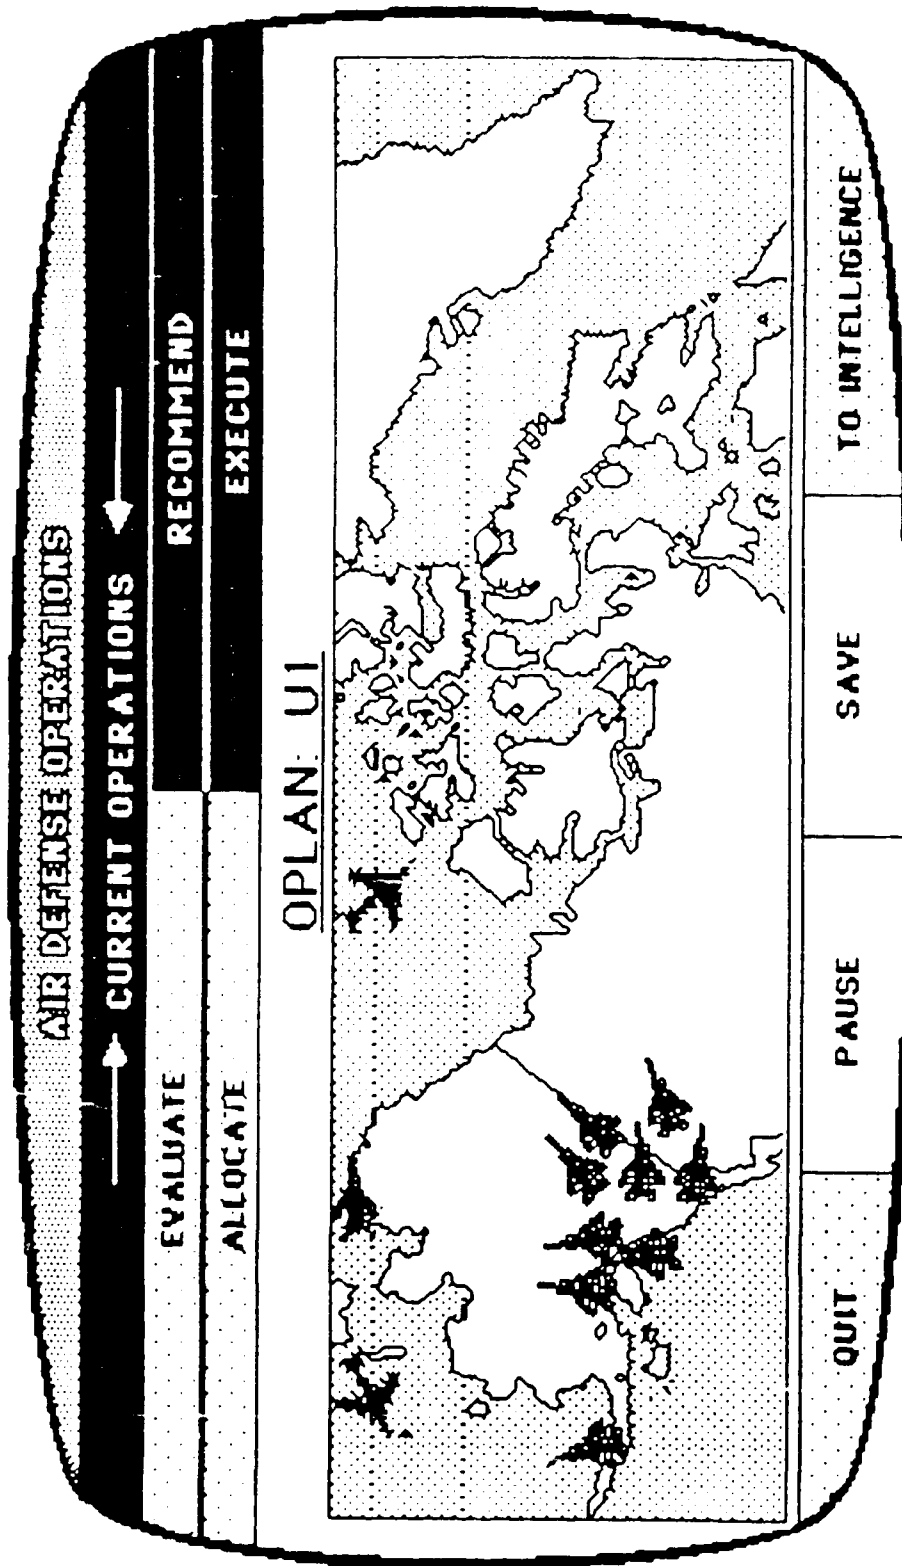 AIR DEFENSE OPERATIONS
CURRENT OPERATIONS
EVALUATE RECOMMEND
ALLOCATE EXECUTE
OPLAN: U1
QUIT PAUSE SAVE TO INTELLIGENCE